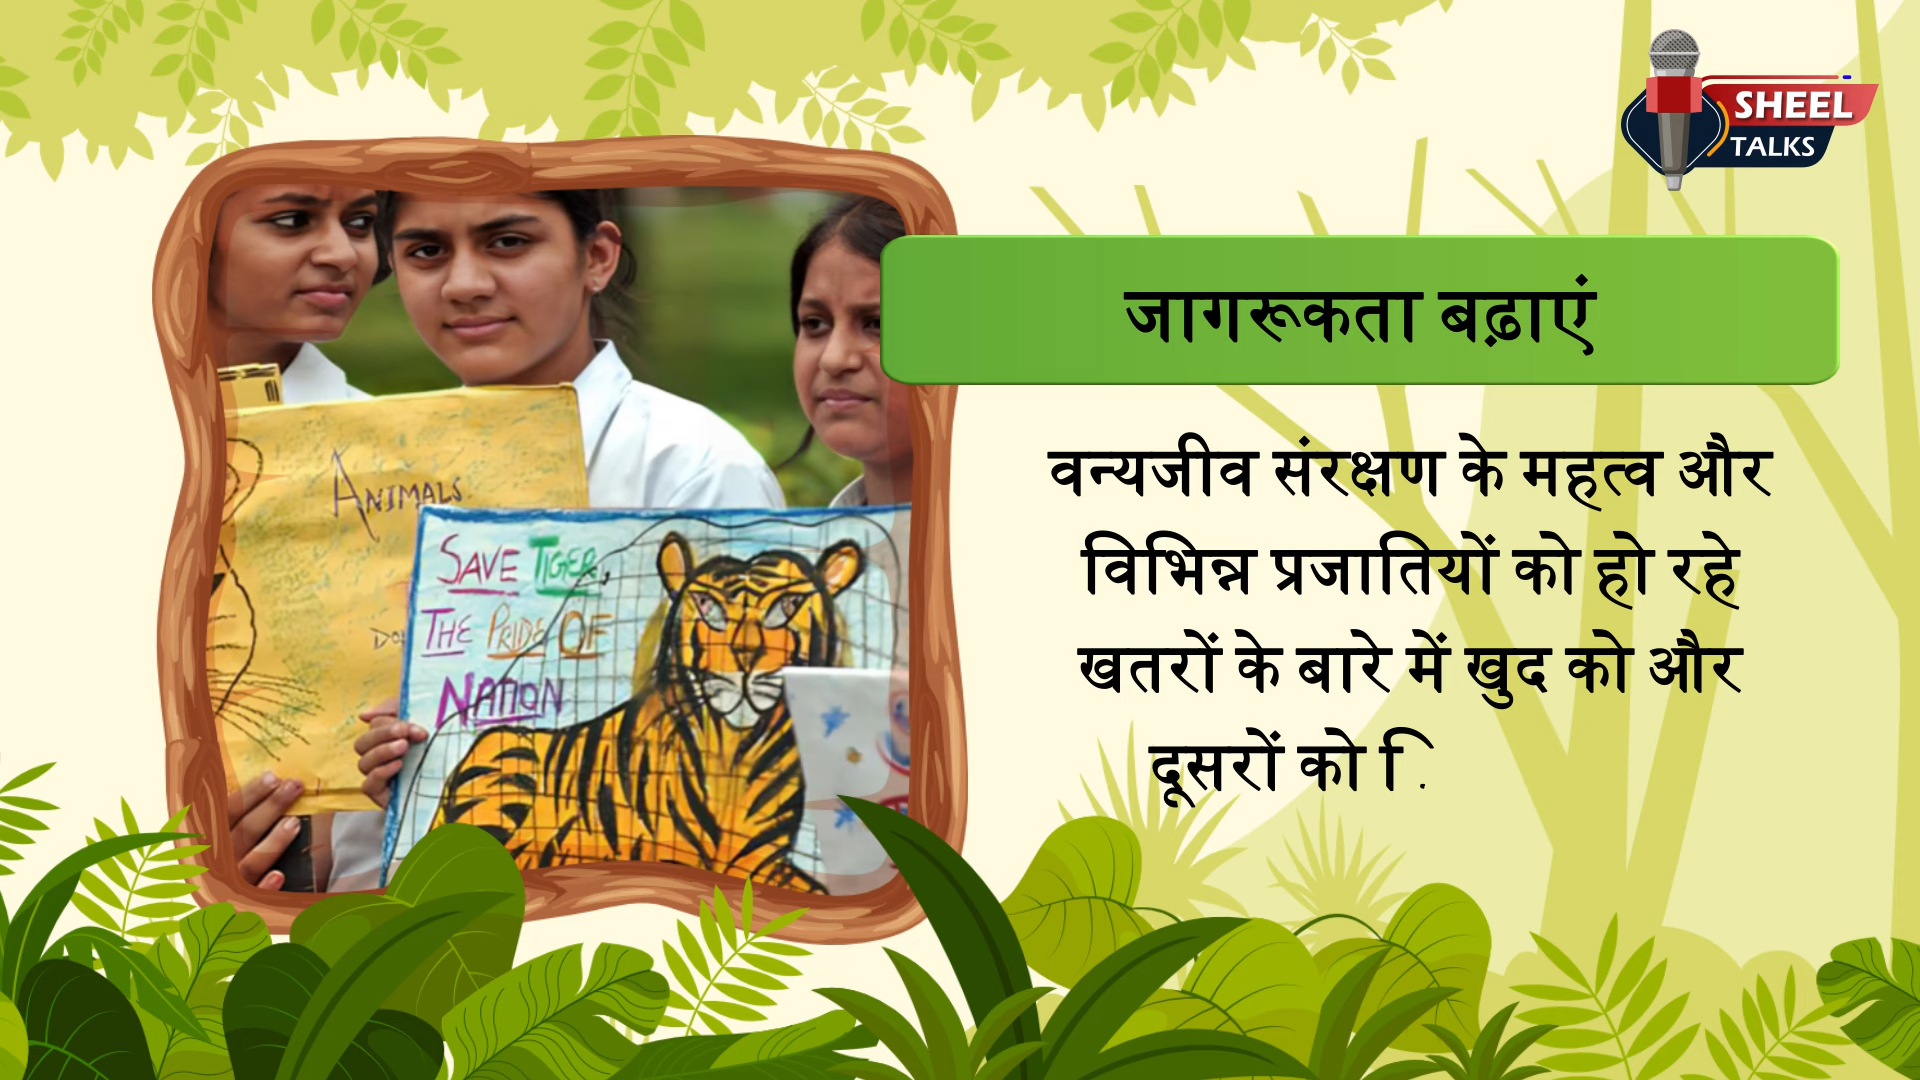 SHEEL
TALKS
जागरूकता बढ़ाएं
वन्यजीव संरक्षण के महत्व और
विभिन्न प्रजातियों को हो रहे
खतरों के बारे में खुद को और
दूसरों को
ANIMALS
SAVE TIGER,
THE PRIDE OF
NATION